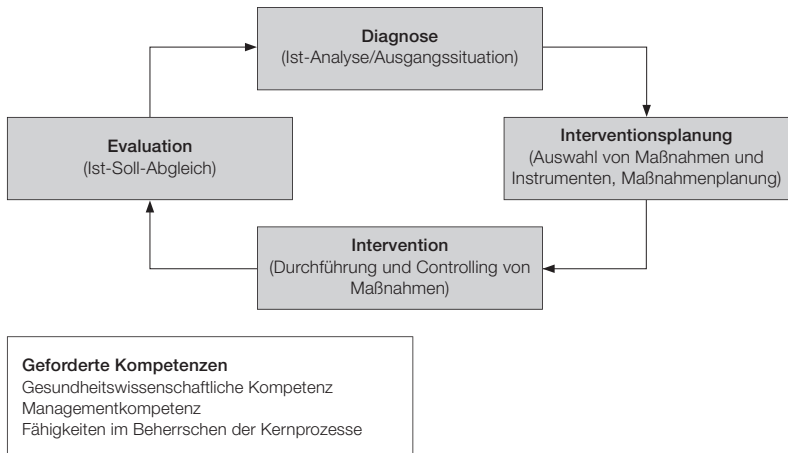 Diagnose
(Ist-Analyse/Ausgangssituation)
Evaluation
(Ist-Soll-Abgleich)
Interventionsplanung
(Auswahl von Maßnahmen und
Instrumenten, Maßnahmenplanung)
Intervention
(Durchführung und Controlling von
Maßnahmen)
Geforderte Kompetenzen
Gesundheitswissenschaftliche Kompetenz
Managementkompetenz
Fähigkeiten im Beherrschen der Kernprozesse